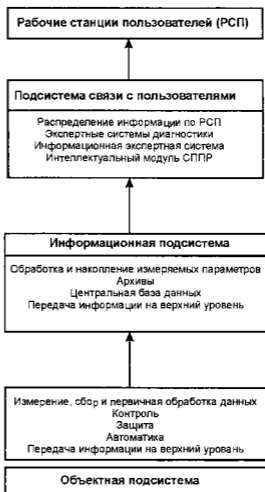 Рабочие станции пользователей (РСП)
Подсистема связи с пользователями
Распределение информации по РСП
Экспертные системы диагностики
Информационная экспертная система
Интеллектуальный модуль СППР
Информационная подсистема
Обработка и накопление измеряемых параметров
Архивы
Центральная база данных
Передача информации на верхний уровень
Измерение, сбор и первичная обработка данных
Контроль
Защита
Автоматика
Передача информации на верхний уровань
Объектная подсистема